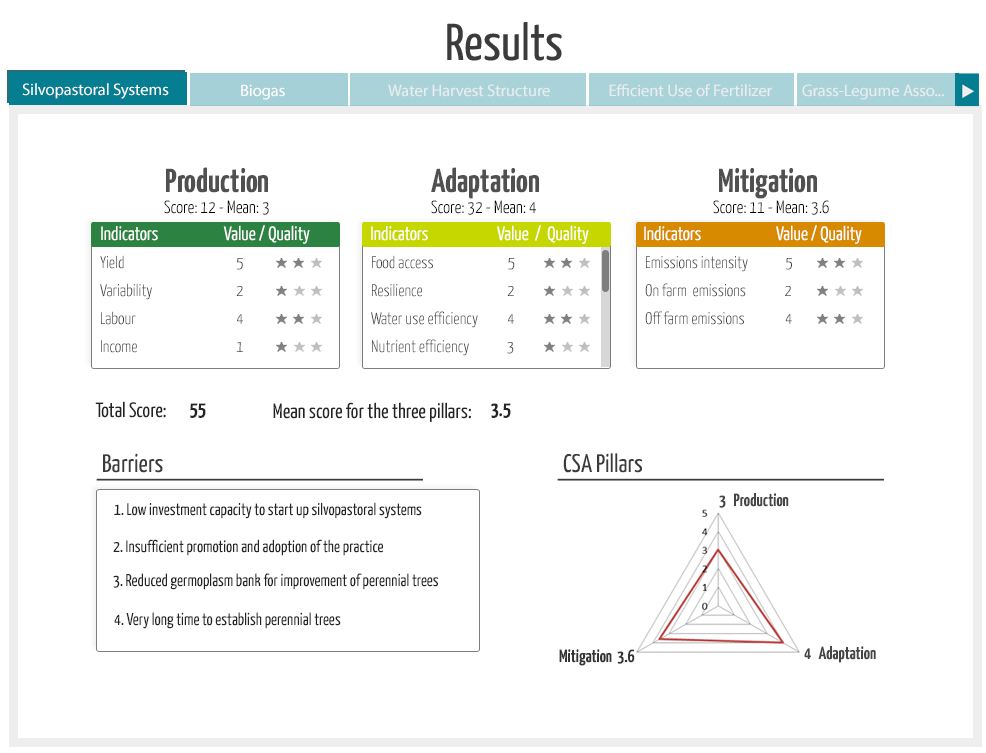 Results
Silvopastoral Systems
Biogas
Water Harvest Structure
Efficient Use of Fertilizer
Grass-Legume Asso...
Production
Score: 12 - Mean: 3
Indicators Value / Quality
Yield 5 ★ ★ ★
Variability 2 ★ ★ ★
Labour 4 ★ ★ ★
Income 1 ★ ★ ★
Adaptation
Score: 32 - Mean: 4
Indicators Value / Quality
Food access 5 ★ ★ ★
Resilience 2 ★ ★ ★
Water use efficiency 4 ★ ★ ★
Nutrient efficiency 3 ★ ★ ★
Mitigation
Score: 11 - Mean: 3.6
Indicators Value / Quality
Emissions intensity 5 ★ ★ ★
On farm emissions 2 ★ ★ ★
Off farm emissions 4 ★ ★ ★
Total Score: 55
Mean score for the three pillars: 3.5
Barriers
1. Low investment capacity to start up silvopastoral systems
2. Insufficient promotion and adoption of the practice
3. Reduced germoplasm bank for improvement of perennial trees
4. Very long time to establish perennial trees
CSA Pillars
3 Production
5
4
3
2
1
0
Mitigation 3.6
4 Adaptation